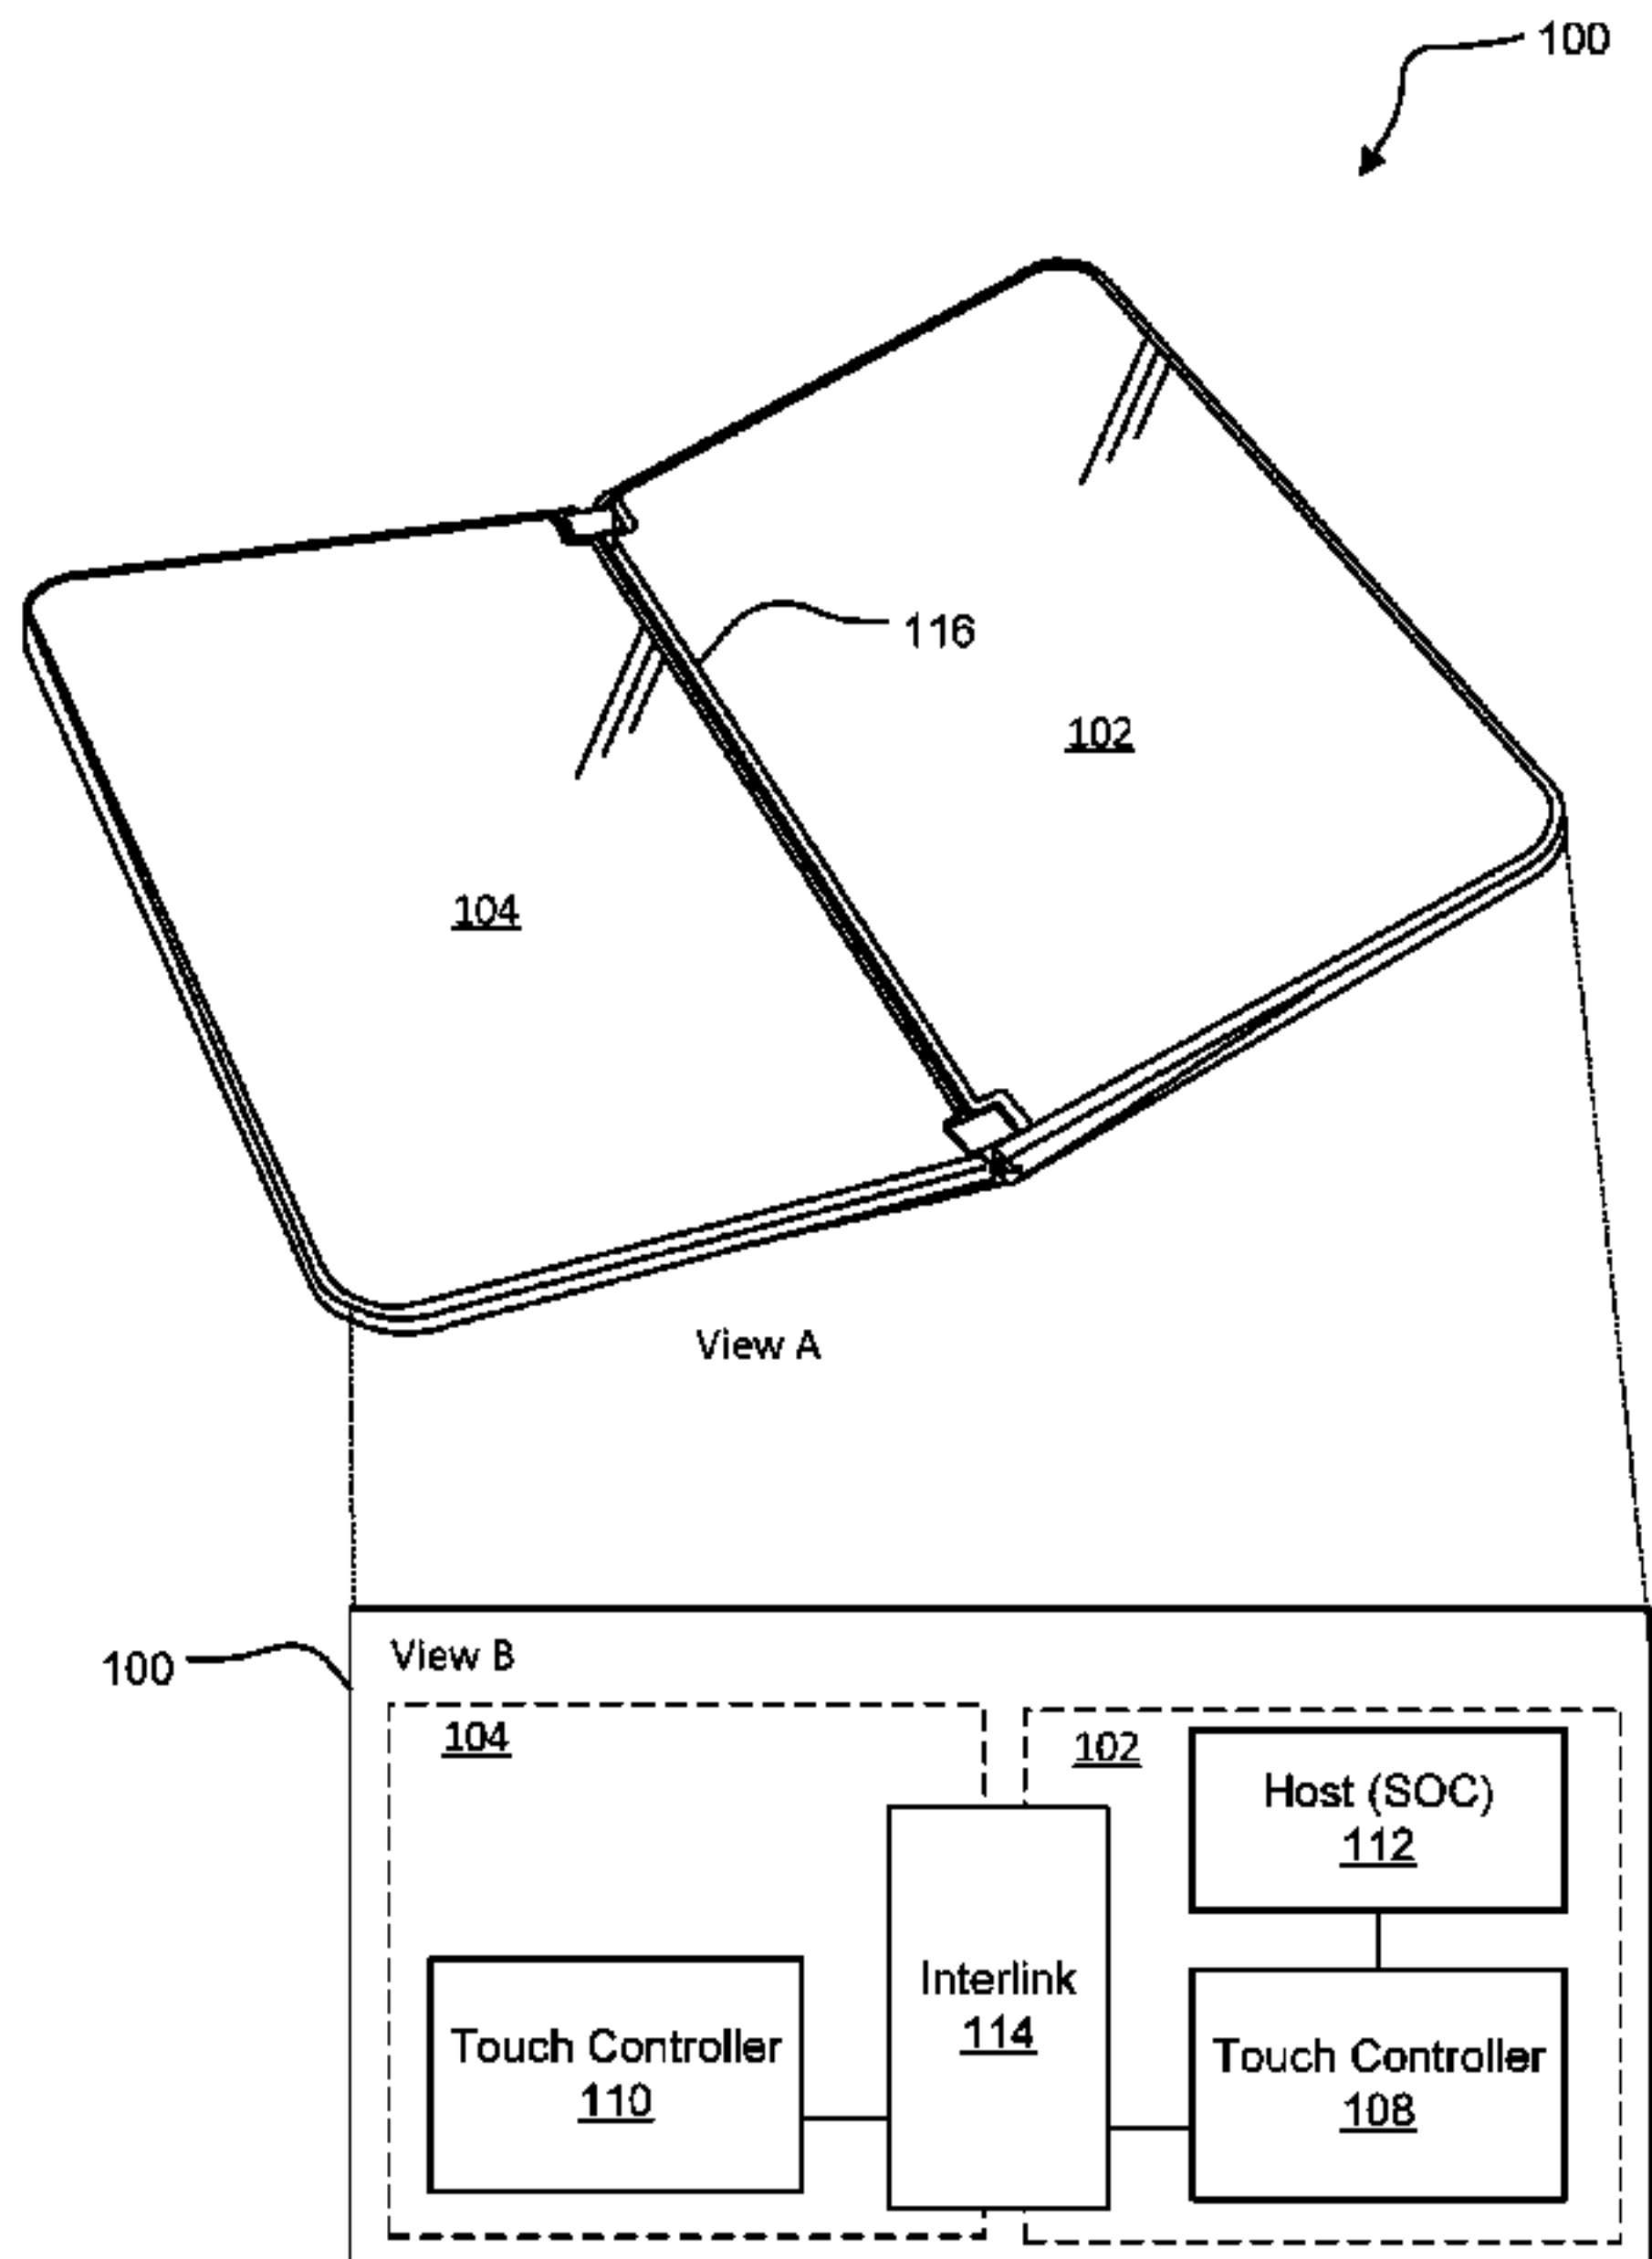 100
116
102
104
View A
100
View B
104
102
Host (SOC)
112
Interlink
114
Touch Controller
110
Touch Controller
108